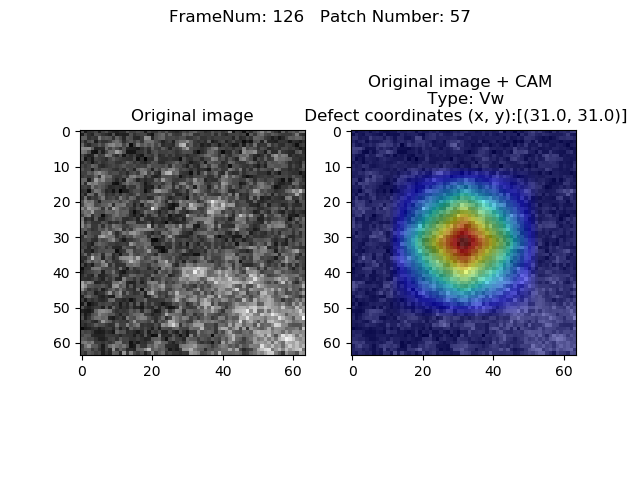 FrameNum: 126   Patch Number: 57
Original image
Original image + CAM
Type: Vw
Defect coordinates (x, y):[(31.0, 31.0)]
0
10
20
30
40
50
60
0 20 40 60
0
10
20
30
40
50
60
0 20 40 60